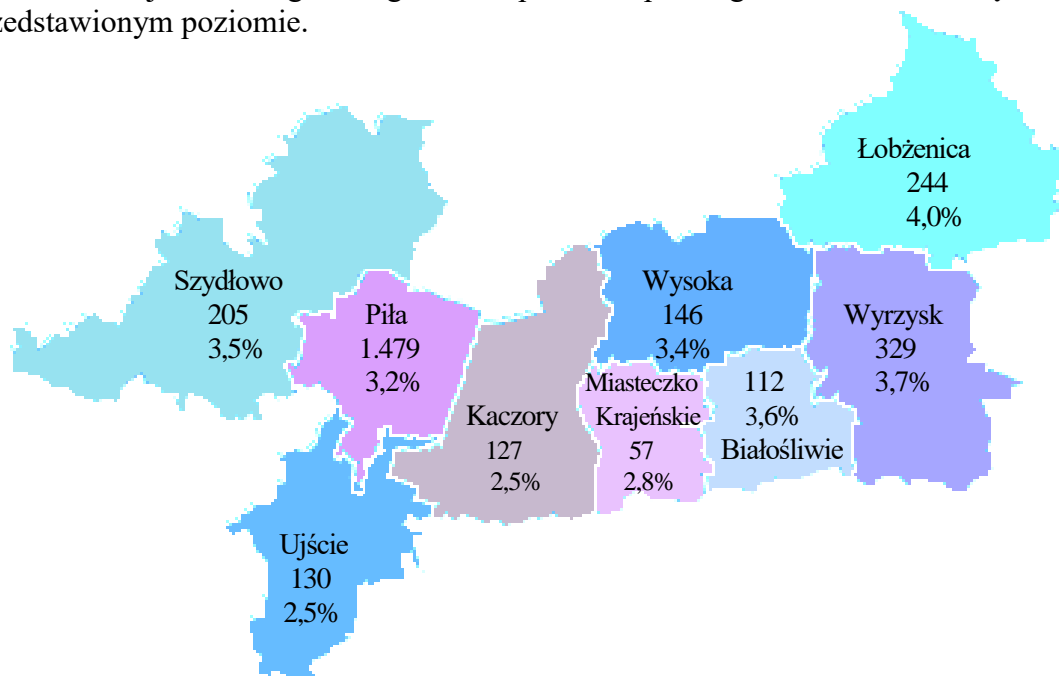 zedstawionym poziomie.
Łobżenica
244
4,0%
Szydłowo
205
3,5%
Piła
1.479
3,2%
Wysoka
146
3,4%
Wyrzysk
329
3,7%
Kaczory
127
2,5%
Miasteczko
Krajeńskie
57
2,8%
112
3,6%
Białośliwie
Ujście
130
2,5%